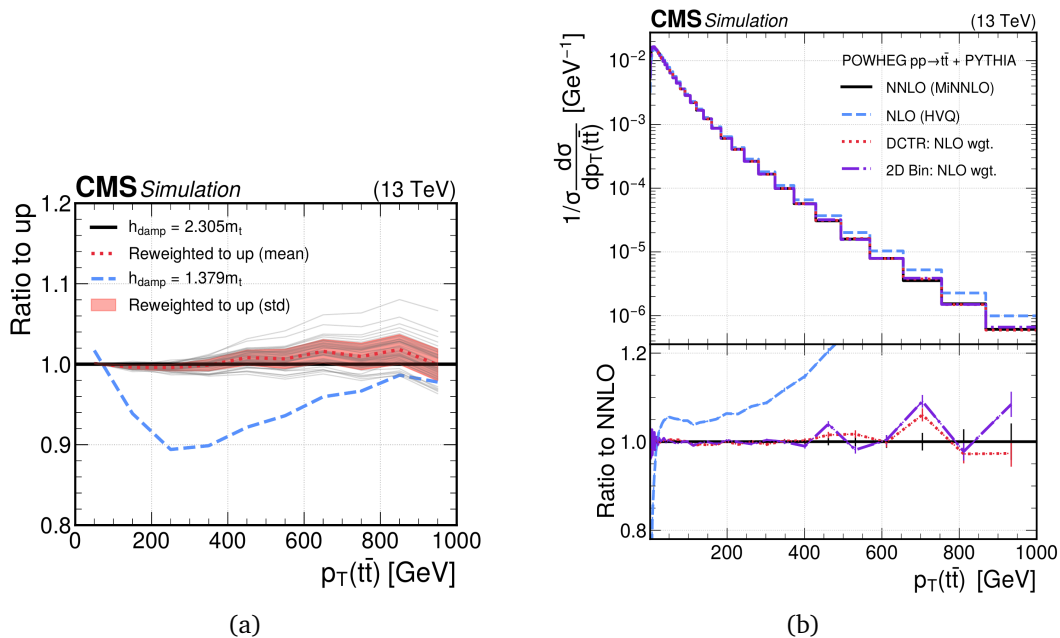 CMS Simulation (13 TeV)
Ratio to up
1.2
1.1
1.0
0.9
0.8
h_damp = 2.305m_t
Reweighted to up (mean)
h_damp = 1.379m_t
Reweighted to up (std)
0 200 400 600 800 1000
p_T(tt̄) [GeV]
(a)
CMS Simulation (13 TeV)
1/σ dσ/dp_T(tt̄) [GeV⁻¹]
10⁻²
10⁻³
10⁻⁴
10⁻⁵
10⁻⁶
POWHEG pp→tt̄ + PYTHIA
NNLO (MiNNLO)
NLO (HVQ)
DCTR: NLO wgt.
2D Bin: NLO wgt.
Ratio to NNLO
1.2
1.0
0.8
200 400 600 800 1000
p_T(tt̄) [GeV]
(b)